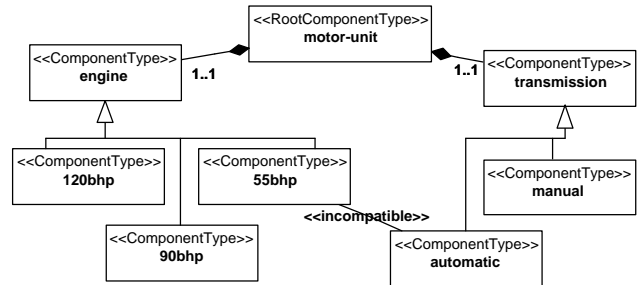 <<RootComponentType>>
motor-unit
<<ComponentType>>
engine
1..1
1..1
<<ComponentType>>
transmission
<<ComponentType>>
120bhp
<<ComponentType>>
55bhp
<<ComponentType>>
manual
<<incompatible>>
<<ComponentType>>
90bhp
<<ComponentType>>
automatic